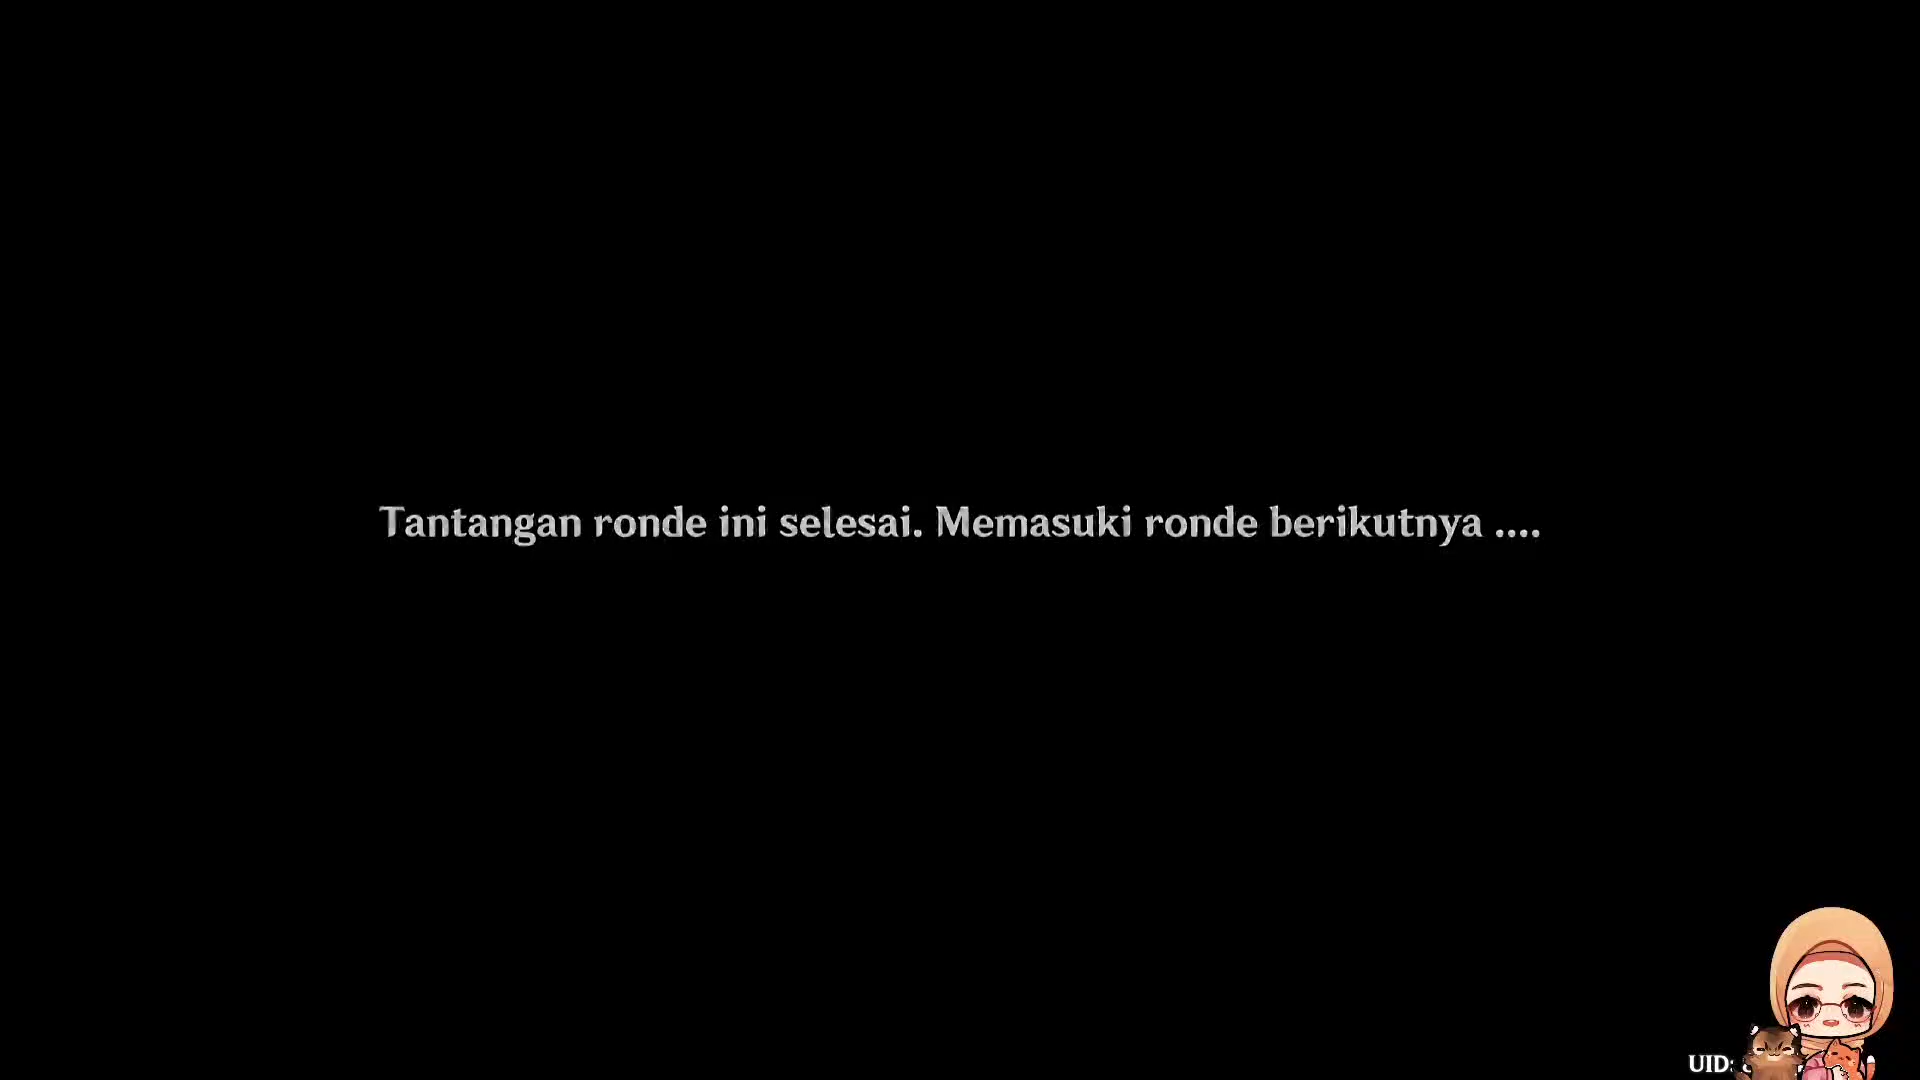 Tantangan ronde ini selesai. Memasuki ronde berikutnya ....
UID: